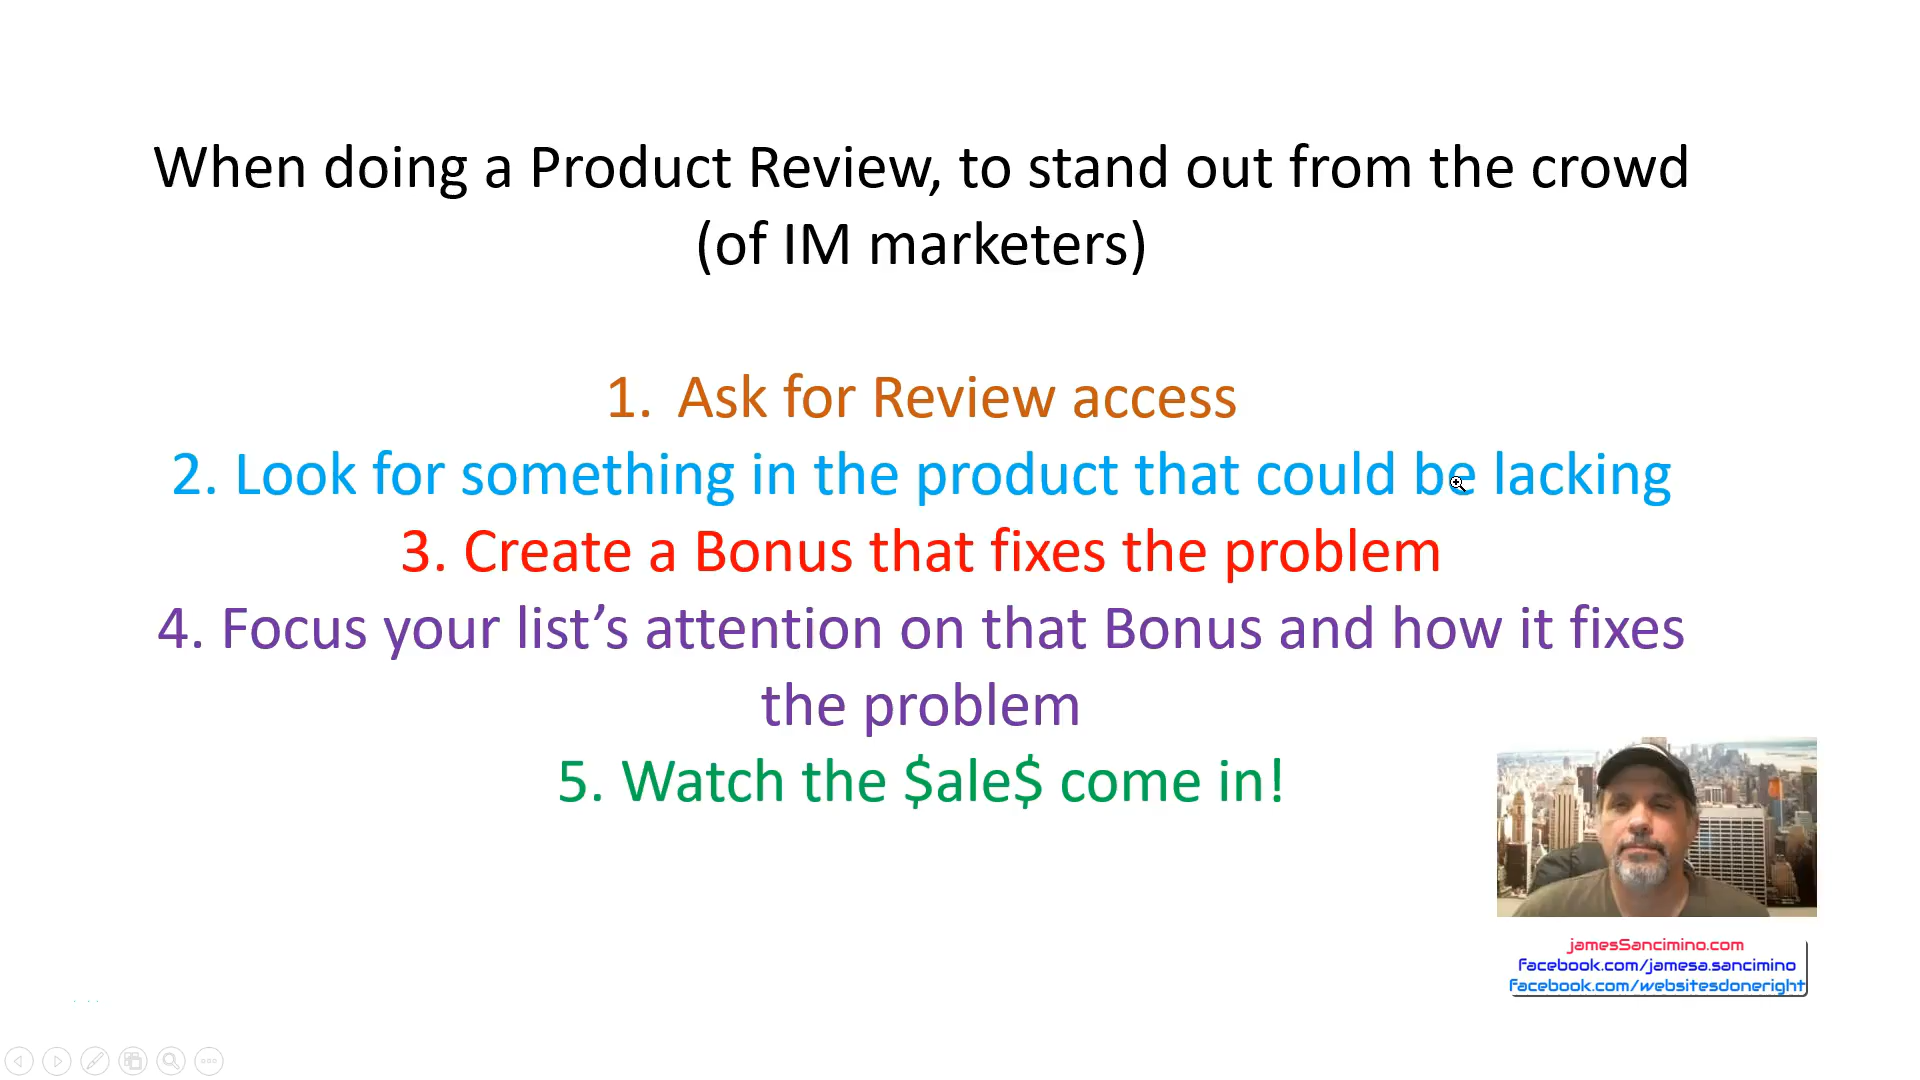 When doing a Product Review, to stand out from the crowd
(of IM marketers)
1. Ask for Review access
2. Look for something in the product that could be lacking
3. Create a Bonus that fixes the problem
4. Focus your list’s attention on that Bonus and how it fixes
the problem
5. Watch the $ale$ come in!
jamesSancimino.com
facebook.com/jamesa.sancimino
facebook.com/websitesdoneright